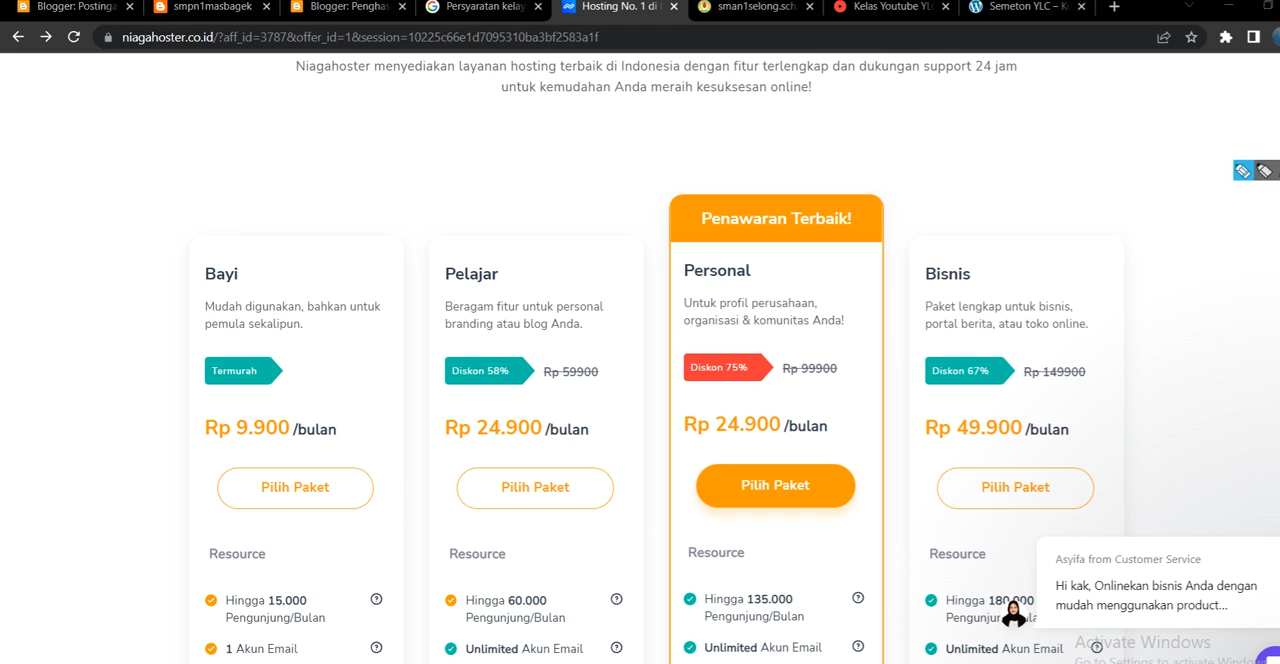 Blogger: Postinga
smpn1masbagek
Blogger: Penghas
Persyaratan kelay
Hosting No. 1 di I
sman1selong.sch
Kelas Youtube YL
Semeton YLC – K
niagahoster.co.id/?aff_id=3787&offer_id=1&session=10225c66e1d7095310ba3bf2583a1f
Niagahoster menyediakan layanan hosting terbaik di Indonesia dengan fitur terlengkap dan dukungan support 24 jam
untuk kemudahan Anda meraih kesuksesan online!
Bayi
Mudah digunakan, bahkan untuk
pemula sekalipun.
Termurah
Rp 9.900 /bulan
Pilih Paket
Resource
Hingga 15.000
Pengunjung/Bulan
1 Akun Email
Pelajar
Beragam fitur untuk personal
branding atau blog Anda.
Diskon 58% Rp 59900
Rp 24.900 /bulan
Pilih Paket
Resource
Hingga 60.000
Pengunjung/Bulan
Unlimited Akun Email
Penawaran Terbaik!
Personal
Untuk profil perusahaan,
organisasi & komunitas Anda!
Diskon 75% Rp 99900
Rp 24.900 /bulan
Pilih Paket
Resource
Hingga 135.000
Pengunjung/Bulan
Unlimited Akun Email
Bisnis
Paket lengkap untuk bisnis,
portal berita, atau toko online.
Diskon 67% Rp 149900
Rp 49.900 /bulan
Pilih Paket
Resource
Hingga 180.000
Unlimited Akun Email
Asyifa from Customer Service
Hi kak, Onlinekan bisnis Anda dengan
mudah menggunakan product...
Activate Windows
Go to Settings to activate Windo